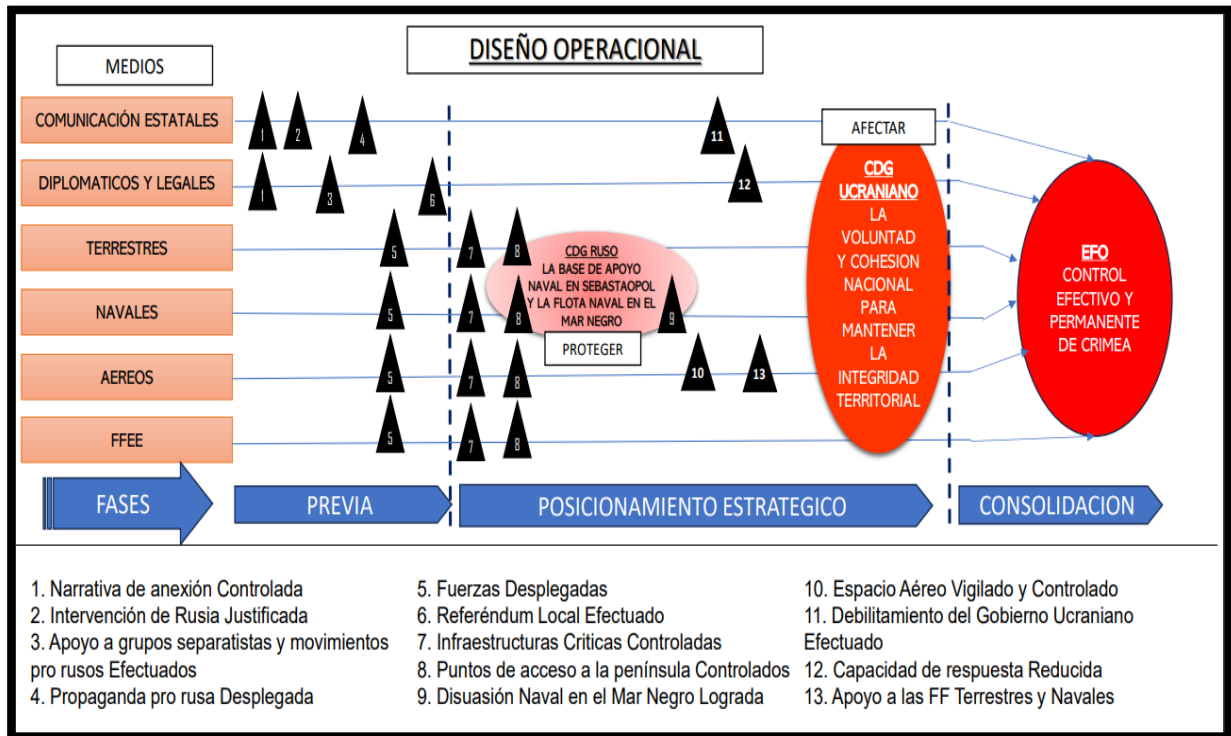 DISEÑO OPERACIONAL
MEDIOS
COMUNICACIÓN ESTATALES
1
2
4
11
AFECTAR
DIPLOMATICOS Y LEGALES
1
3
6
12
TERRESTRES
5
7
8
NAVALES
5
7
8
9
AEREOS
5
7
8
10
13
FFEE
5
7
8
CDG RUSO
LA BASE DE APOYO
NAVAL EN SEBASTAOPOL
Y LA FLOTA NAVAL EN EL
MAR NEGRO
PROTEGER
CDG
UCRANIANO
LA
VOLUNTAD
Y COHESION
NACIONAL
PARA
MANTENER
LA
INTEGRIDAD
TERRITORIAL
EFO
CONTROL
EFECTIVO Y
PERMANENTE
DE CRIMEA
FASES
PREVIA
POSICIONAMIENTO ESTRATEGICO
CONSOLIDACION
1. Narrativa de anexión Controlada
2. Intervención de Rusia Justificada
3. Apoyo a grupos separatistas y movimientos
pro rusos Efectuados
4. Propaganda pro rusa Desplegada
5. Fuerzas Desplegadas
6. Referéndum Local Efectuado
7. Infraestructuras Criticas Controladas
8. Puntos de acceso a la península Controlados
9. Disuasión Naval en el Mar Negro Lograda
10. Espacio Aéreo Vigilado y Controlado
11. Debilitamiento del Gobierno Ucraniano
Efectuado
12. Capacidad de respuesta Reducida
13. Apoyo a las FF Terrestres y Navales